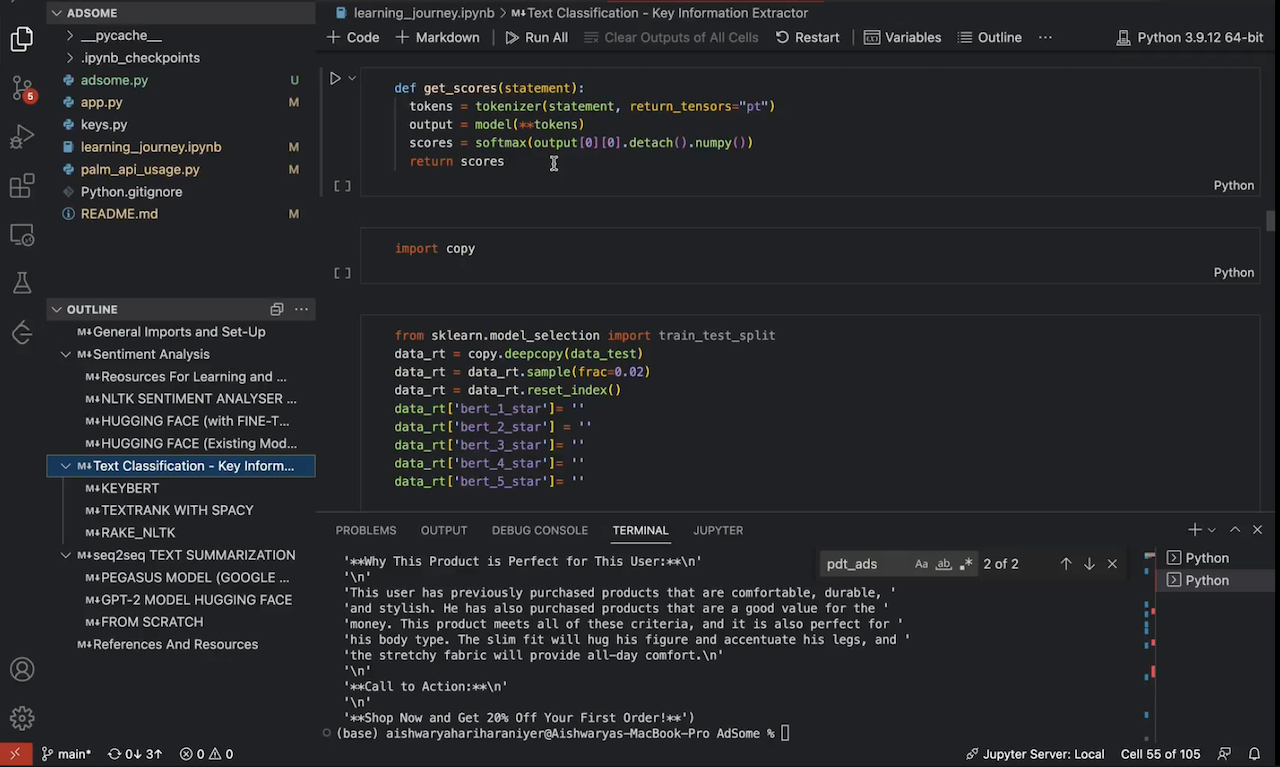 ADSOME
__pycache__
.ipynb_checkpoints
adsome.py U
app.py M
keys.py
learning_journey.ipynb M
palm_api_usage.py M
Python.gitignore
README.md M
5
OUTLINE
M↓General Imports and Set-Up
M↓Sentiment Analysis
M↓Reosurces For Learning and ...
M↓NLTK SENTIMENT ANALYSER ...
M↓HUGGING FACE (with FINE-T...
M↓HUGGING FACE (Existing Mod...
M↓Text Classification - Key Inform...
M↓KEYBERT
M↓TEXTRANK WITH SPACY
M↓RAKE_NLTK
M↓seq2seq TEXT SUMMARIZATION
M↓PEGASUS MODEL (GOOGLE ...
M↓GPT-2 MODEL HUGGING FACE
M↓FROM SCRATCH
M↓References And Resources
learning_journey.ipynb > M↓Text Classification - Key Information Extractor
+ Code + Markdown Run All Clear Outputs of All Cells Restart Variables Outline ... Python 3.9.12 64-bit
def get_scores(statement):
tokens = tokenizer(statement, return_tensors="pt")
output = model(**tokens)
scores = softmax(output[0][0].detach().numpy())
return scores
[ ] Python
import copy
[ ] Python
from sklearn.model_selection import train_test_split
data_rt = copy.deepcopy(data_test)
data_rt = data_rt.sample(frac=0.02)
data_rt = data_rt.reset_index()
data_rt['bert_1_star']= ''
data_rt['bert_2_star'] = ''
data_rt['bert_3_star']= ''
data_rt['bert_4_star']= ''
data_rt['bert_5_star']= ''
PROBLEMS OUTPUT DEBUG CONSOLE TERMINAL JUPYTER
pdt_ads Aa ab .* 2 of 2
Python
Python
'**Why This Product is Perfect for This User:**\n'
'\n'
'This user has previously purchased products that are comfortable, durable, '
'and stylish. He has also purchased products that are a good value for the '
'money. This product meets all of these criteria, and it is also perfect for '
'his body type. The slim fit will hug his figure and accentuate his legs, and '
'the stretchy fabric will provide all-day comfort.\n'
'\n'
'**Call to Action:**\n'
'\n'
'**Shop Now and Get 20% Off Your First Order!**')
(base) aishwaryahariharaniyer@Aishwaryas-MacBook-Pro AdSome %
main* 0↓ 3↑ 0 0 Jupyter Server: Local Cell 55 of 105